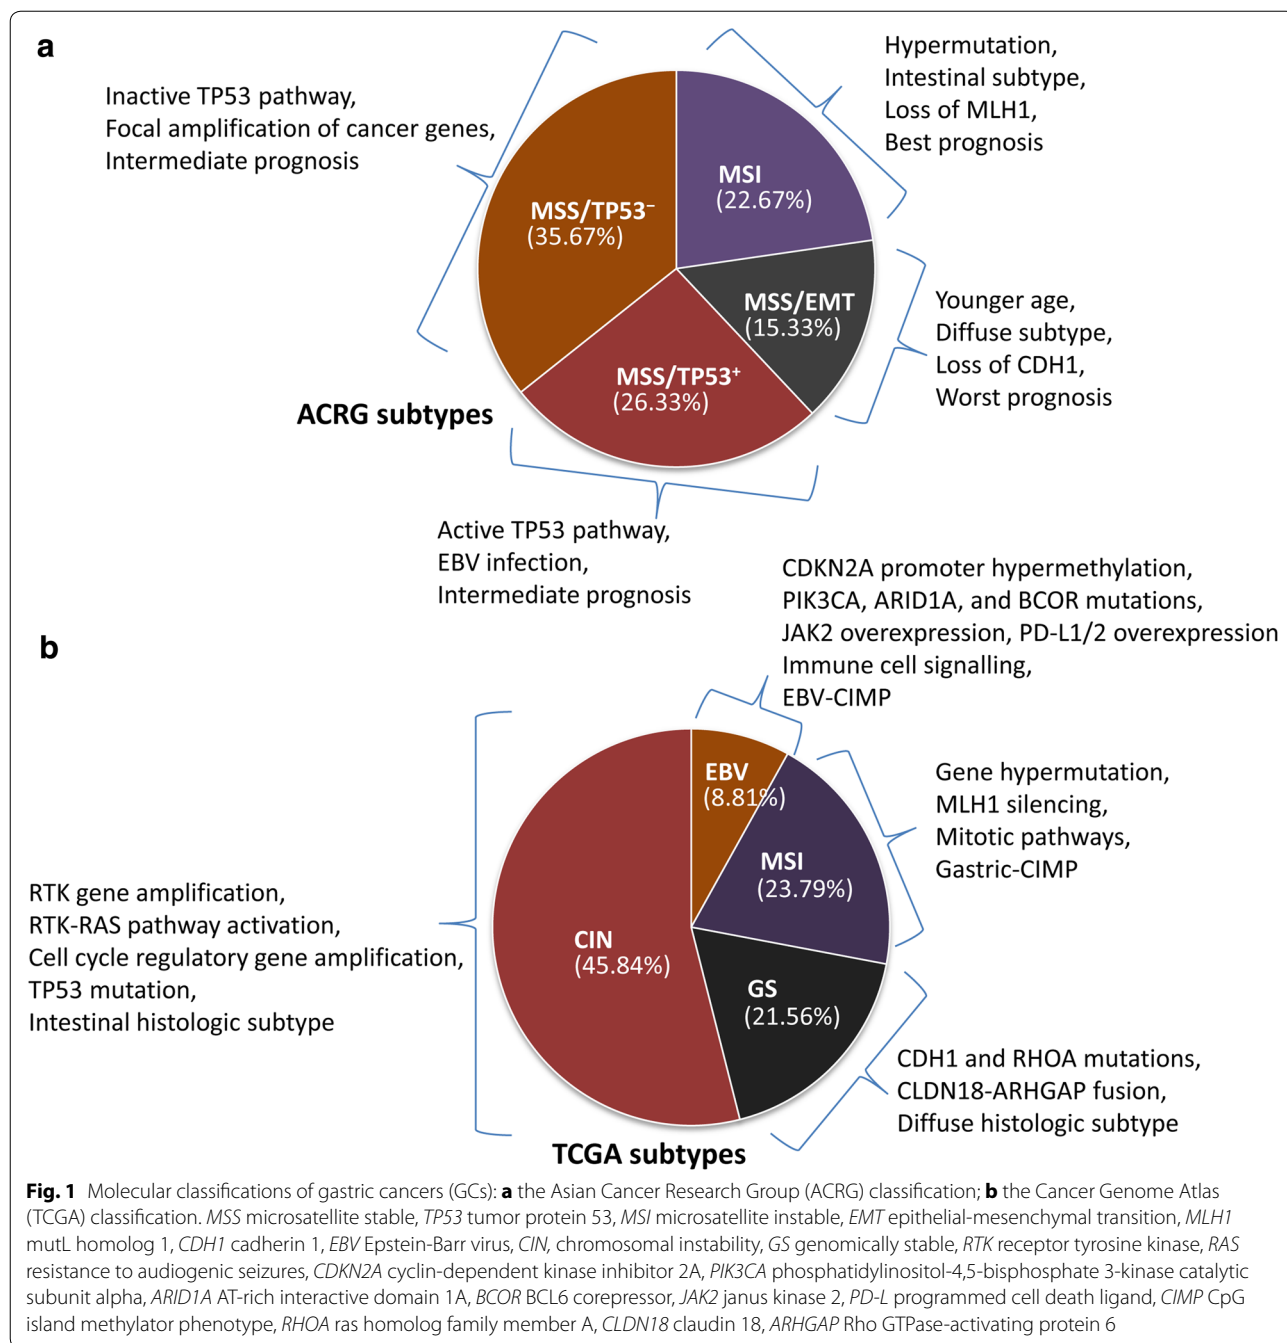 a
Hypermutation,
Intestinal subtype,
Loss of MLH1,
Best prognosis
Inactive TP53 pathway,
Focal amplification of cancer genes,
Intermediate prognosis
MSI
(22.67%)
MSS/TP53⁻
(35.67%)
MSS/EMT
(15.33%)
Younger age,
Diffuse subtype,
Loss of CDH1,
Worst prognosis
MSS/TP53⁺
(26.33%)
ACRG subtypes
Active TP53 pathway,
EBV infection,
Intermediate prognosis
b
CDKN2A promoter hypermethylation,
PIK3CA, ARID1A, and BCOR mutations,
JAK2 overexpression, PD-L1/2 overexpression
Immune cell signalling,
EBV-CIMP
EBV
(8.81%)
Gene hypermutation,
MLH1 silencing,
Mitotic pathways,
Gastric-CIMP
MSI
(23.79%)
RTK gene amplification,
RTK-RAS pathway activation,
Cell cycle regulatory gene amplification,
TP53 mutation,
Intestinal histologic subtype
CIN
(45.84%)
GS
(21.56%)
CDH1 and RHOA mutations,
CLDN18-ARHGAP fusion,
Diffuse histologic subtype
TCGA subtypes
Fig. 1 Molecular classifications of gastric cancers (GCs): a the Asian Cancer Research Group (ACRG) classification; b the Cancer Genome Atlas
(TCGA) classification. MSS microsatellite stable, TP53 tumor protein 53, MSI microsatellite instable, EMT epithelial-mesenchymal transition, MLH1
mutL homolog 1, CDH1 cadherin 1, EBV Epstein-Barr virus, CIN, chromosomal instability, GS genomically stable, RTK receptor tyrosine kinase, RAS
resistance to audiogenic seizures, CDKN2A cyclin-dependent kinase inhibitor 2A, PIK3CA phosphatidylinositol-4,5-bisphosphate 3-kinase catalytic
subunit alpha, ARID1A AT-rich interactive domain 1A, BCOR BCL6 corepressor, JAK2 janus kinase 2, PD-L programmed cell death ligand, CIMP CpG
island methylator phenotype, RHOA ras homolog family member A, CLDN18 claudin 18, ARHGAP Rho GTPase-activating protein 6